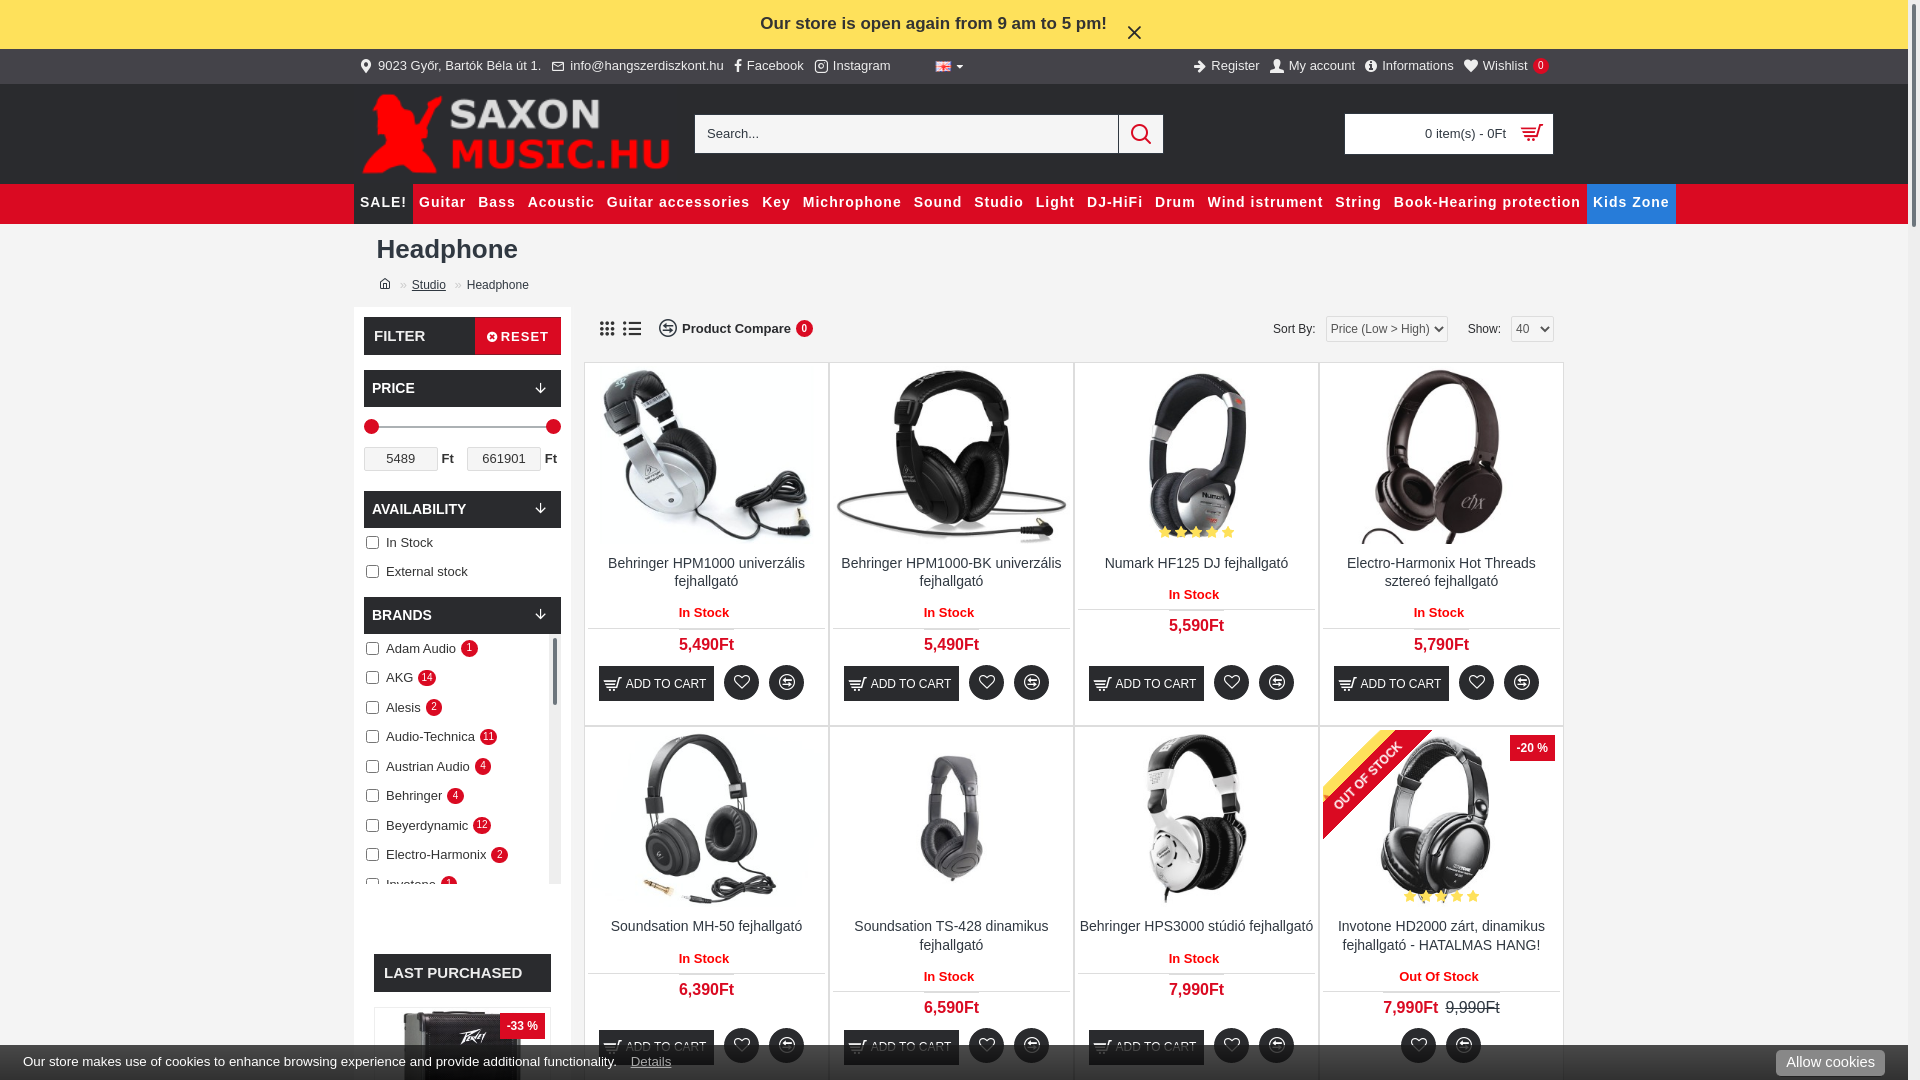 Our store is open again from 9 am to 5 pm!
9023 Győr, Bartók Béla út 1. info@hangszerdiszkont.hu Facebook Instagram Register My account Informations Wishlist 0
SAXON
MUSIC.HU
Search...
0 item(s) - 0Ft
SALE! Guitar Bass Acoustic Guitar accessories Key Michrophone Sound Studio Light DJ-HiFi Drum Wind istrument String Book-Hearing protection Kids Zone
Headphone
» Studio » Headphone
FILTER RESET
PRICE
5489 Ft 661901 Ft
AVAILABILITY
In Stock
External stock
BRANDS
Adam Audio 1
AKG 14
Alesis 2
Audio-Technica 11
Austrian Audio 4
Behringer 4
Beyerdynamic 12
Electro-Harmonix 2
Invotone 1
LAST PURCHASED
-33 %
PEAVEY
Product Compare 0
Sort By: Price (Low > High) Show: 40
Behringer HPM1000 univerzális
fejhallgató
In Stock
5,490Ft
ADD TO CART
Behringer HPM1000-BK univerzális
fejhallgató
In Stock
5,490Ft
ADD TO CART
Numark
Numark HF125 DJ fejhallgató
In Stock
5,590Ft
ADD TO CART
ehx
Electro-Harmonix Hot Threads
sztereó fejhallgató
In Stock
5,790Ft
ADD TO CART
Soundsation MH-50 fejhallgató
In Stock
6,390Ft
ADD TO CART
Soundsation TS-428 dinamikus
fejhallgató
In Stock
6,590Ft
ADD TO CART
Behringer HPS3000 stúdió fejhallgató
In Stock
7,990Ft
ADD TO CART
OUT OF STOCK
-20 %
Invotone HD2000 zárt, dinamikus
fejhallgató - HATALMAS HANG!
Out Of Stock
7,990Ft 9,990Ft
Our store makes use of cookies to enhance browsing experience and provide additional functionality. Details
Allow cookies